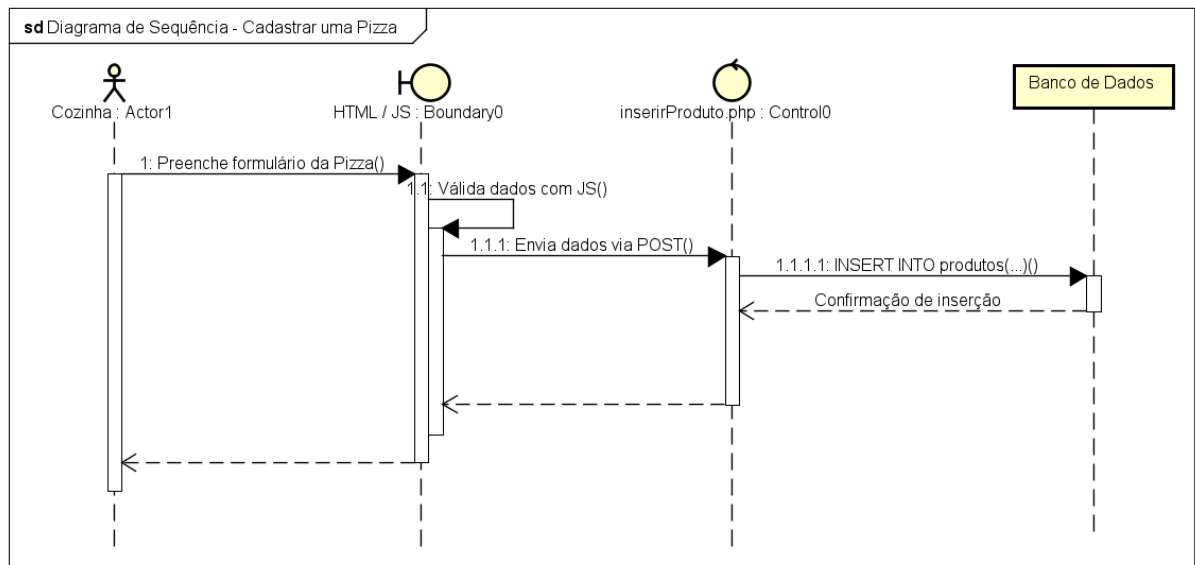 sd Diagrama de Sequência - Cadastrar uma Pizza
Cozinha : Actor1
HTML / JS : Boundary0
inserirProduto.php : Control0
Banco de Dados
1: Preenche formulário da Pizza()
1.1: Válida dados com JS()
1.1.1: Envia dados via POST()
1.1.1.1: INSERT INTO produtos(...)()
Confirmação de inserção